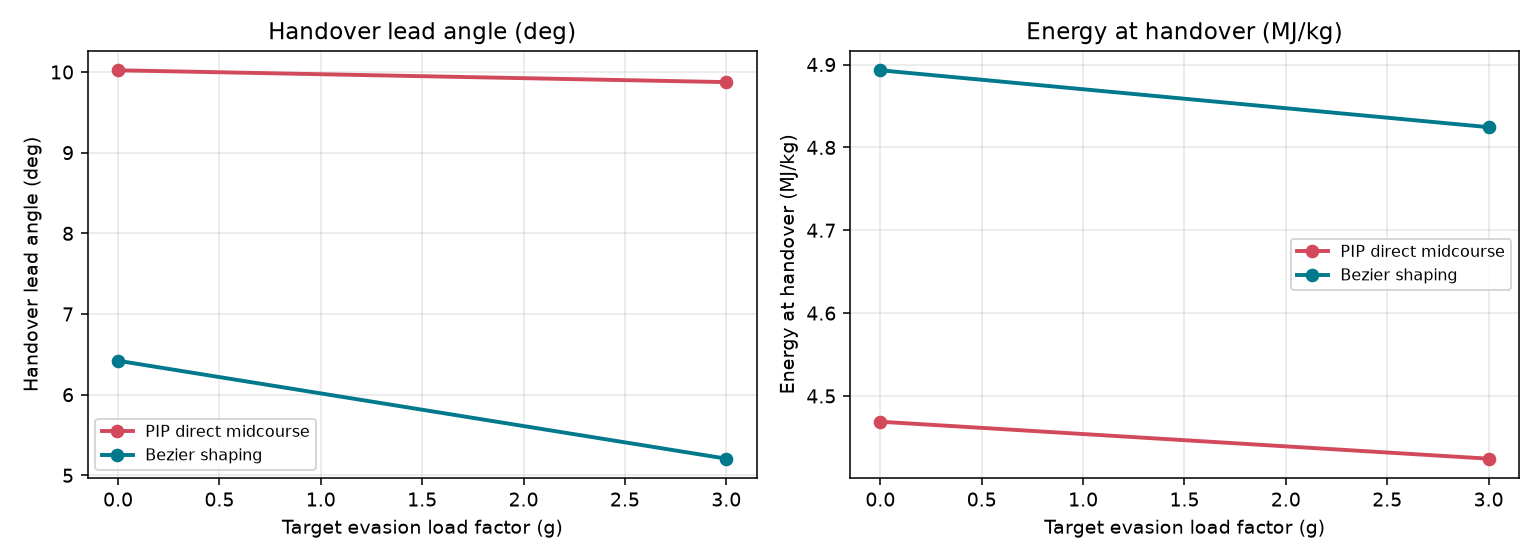 Handover lead angle (deg)
Handover lead angle (deg)
10
9
8
7
6
5
PIP direct midcourse
Bezier shaping
0.0 0.5 1.0 1.5 2.0 2.5 3.0
Target evasion load factor (g)
Energy at handover (MJ/kg)
Energy at handover (MJ/kg)
4.9
4.8
4.7
4.6
4.5
PIP direct midcourse
Bezier shaping
0.0 0.5 1.0 1.5 2.0 2.5 3.0
Target evasion load factor (g)